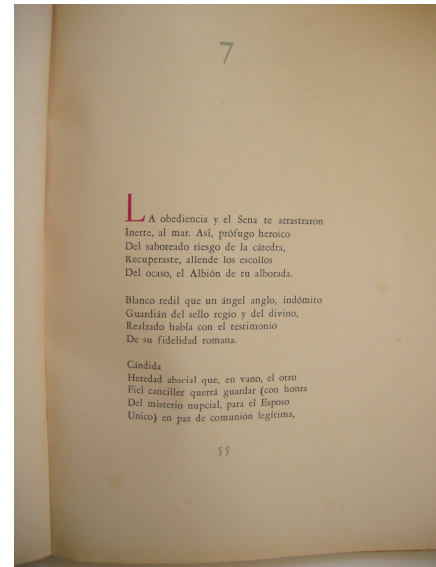 7
LA obediencia y el Sena te arrastraron
Inerte, al mar. Así, prófugo heroico
Del saboreado riesgo de la cátedra,
Recuperaste, allende los escollos
Del ocaso, el Albión de tu alborada.
Blanco redil que un ángel anglo, indómito
Guardián del sello regio y del divino,
Realzado había con el testimonio
De su fidelidad romana.
Cándida
Heredad abacial que, en vano, el otro
Fiel canciller querrá guardar (con honra
Del misterio nupcial, para el Esposo
Unico) en paz de comunión legítima,
55